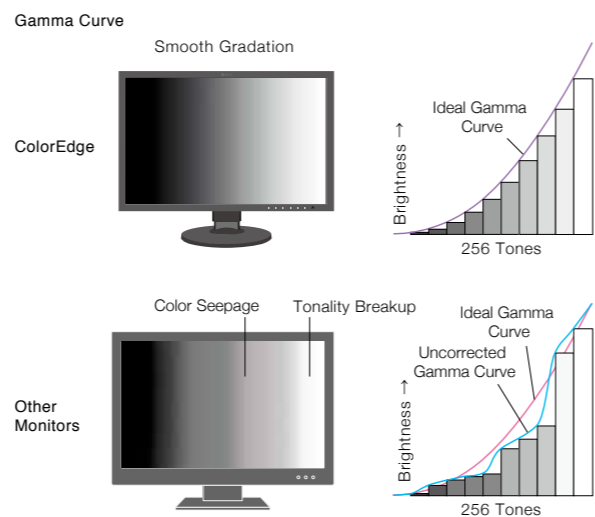 Gamma Curve
Smooth Gradation
ColorEdge
Ideal Gamma
Curve
Brightness →
256 Tones
Color Seepage
Tonality Breakup
Ideal Gamma
Curve
Uncorrected
Gamma Curve
Other
Monitors
Brightness →
256 Tones